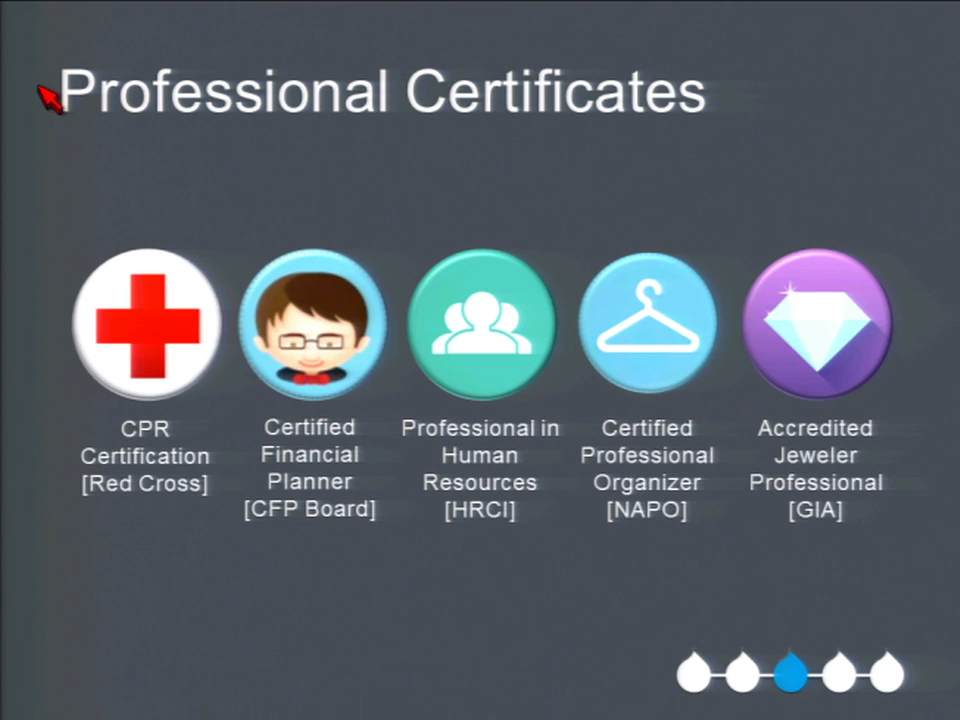 Professional Certificates
CPR
Certification
[Red Cross]
Certified
Financial
Planner
[CFP Board]
Professional in
Human
Resources
[HRCI]
Certified
Professional
Organizer
[NAPO]
Accredited
Jeweler
Professional
[GIA]